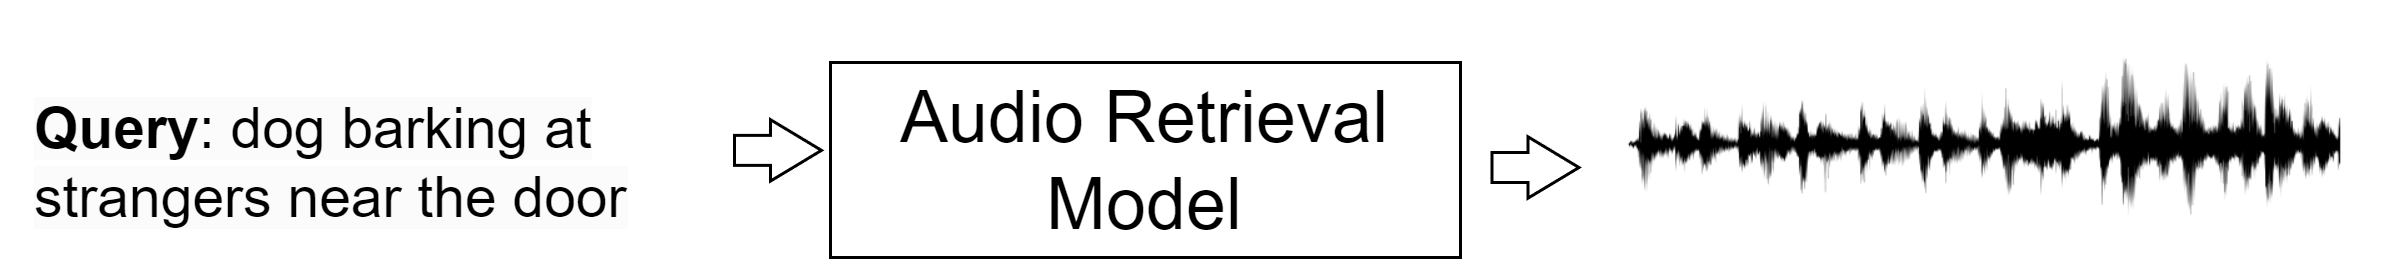 Query: dog barking at
strangers near the door
Audio Retrieval
Model